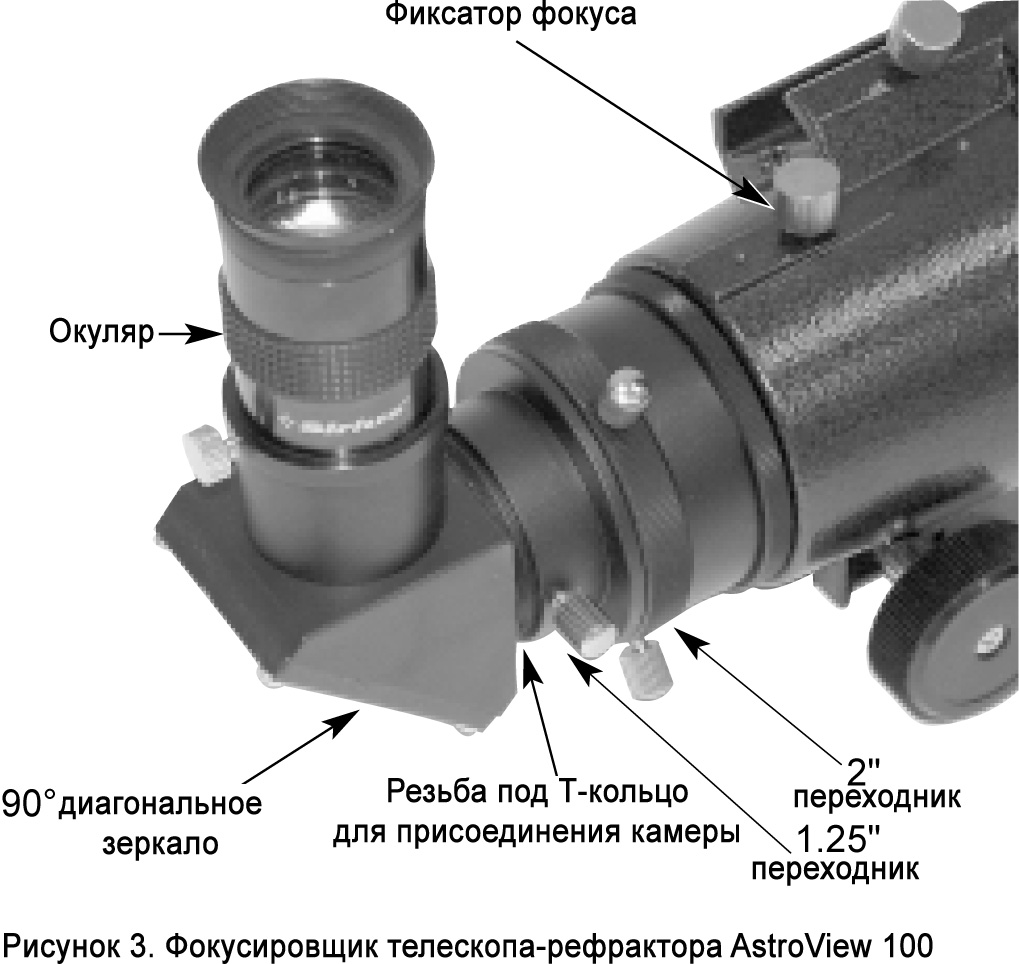 Фиксатор фокуса
Окуляр
90° диагональное
зеркало
Резьба под Т-кольцо
для присоединения камеры
2"
переходник
1.25"
переходник
Рисунок 3. Фокусировщик телескопа-рефрактора AstroView 100